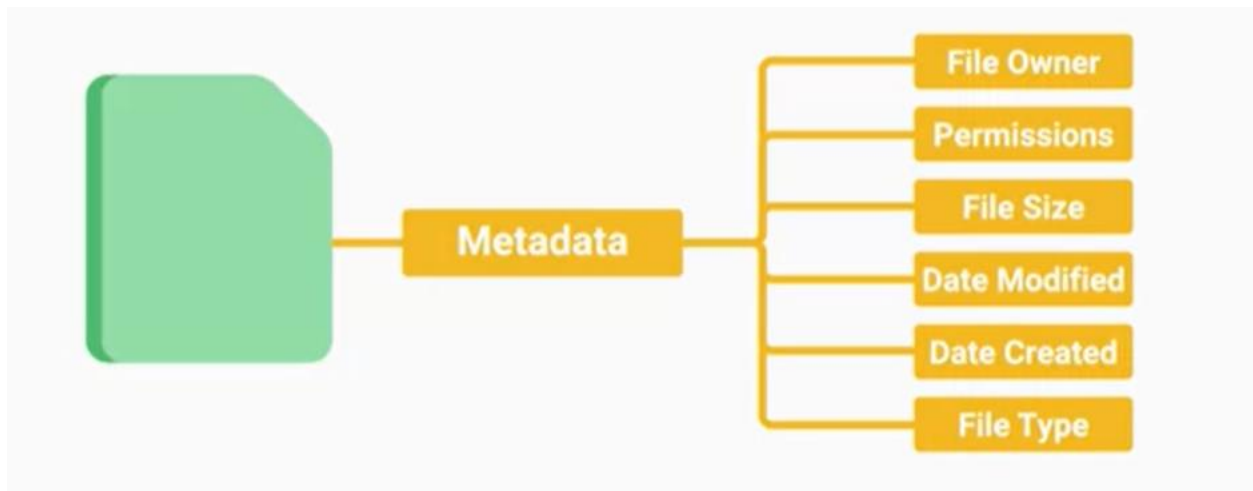 Metadata
File Owner
Permissions
File Size
Date Modified
Date Created
File Type